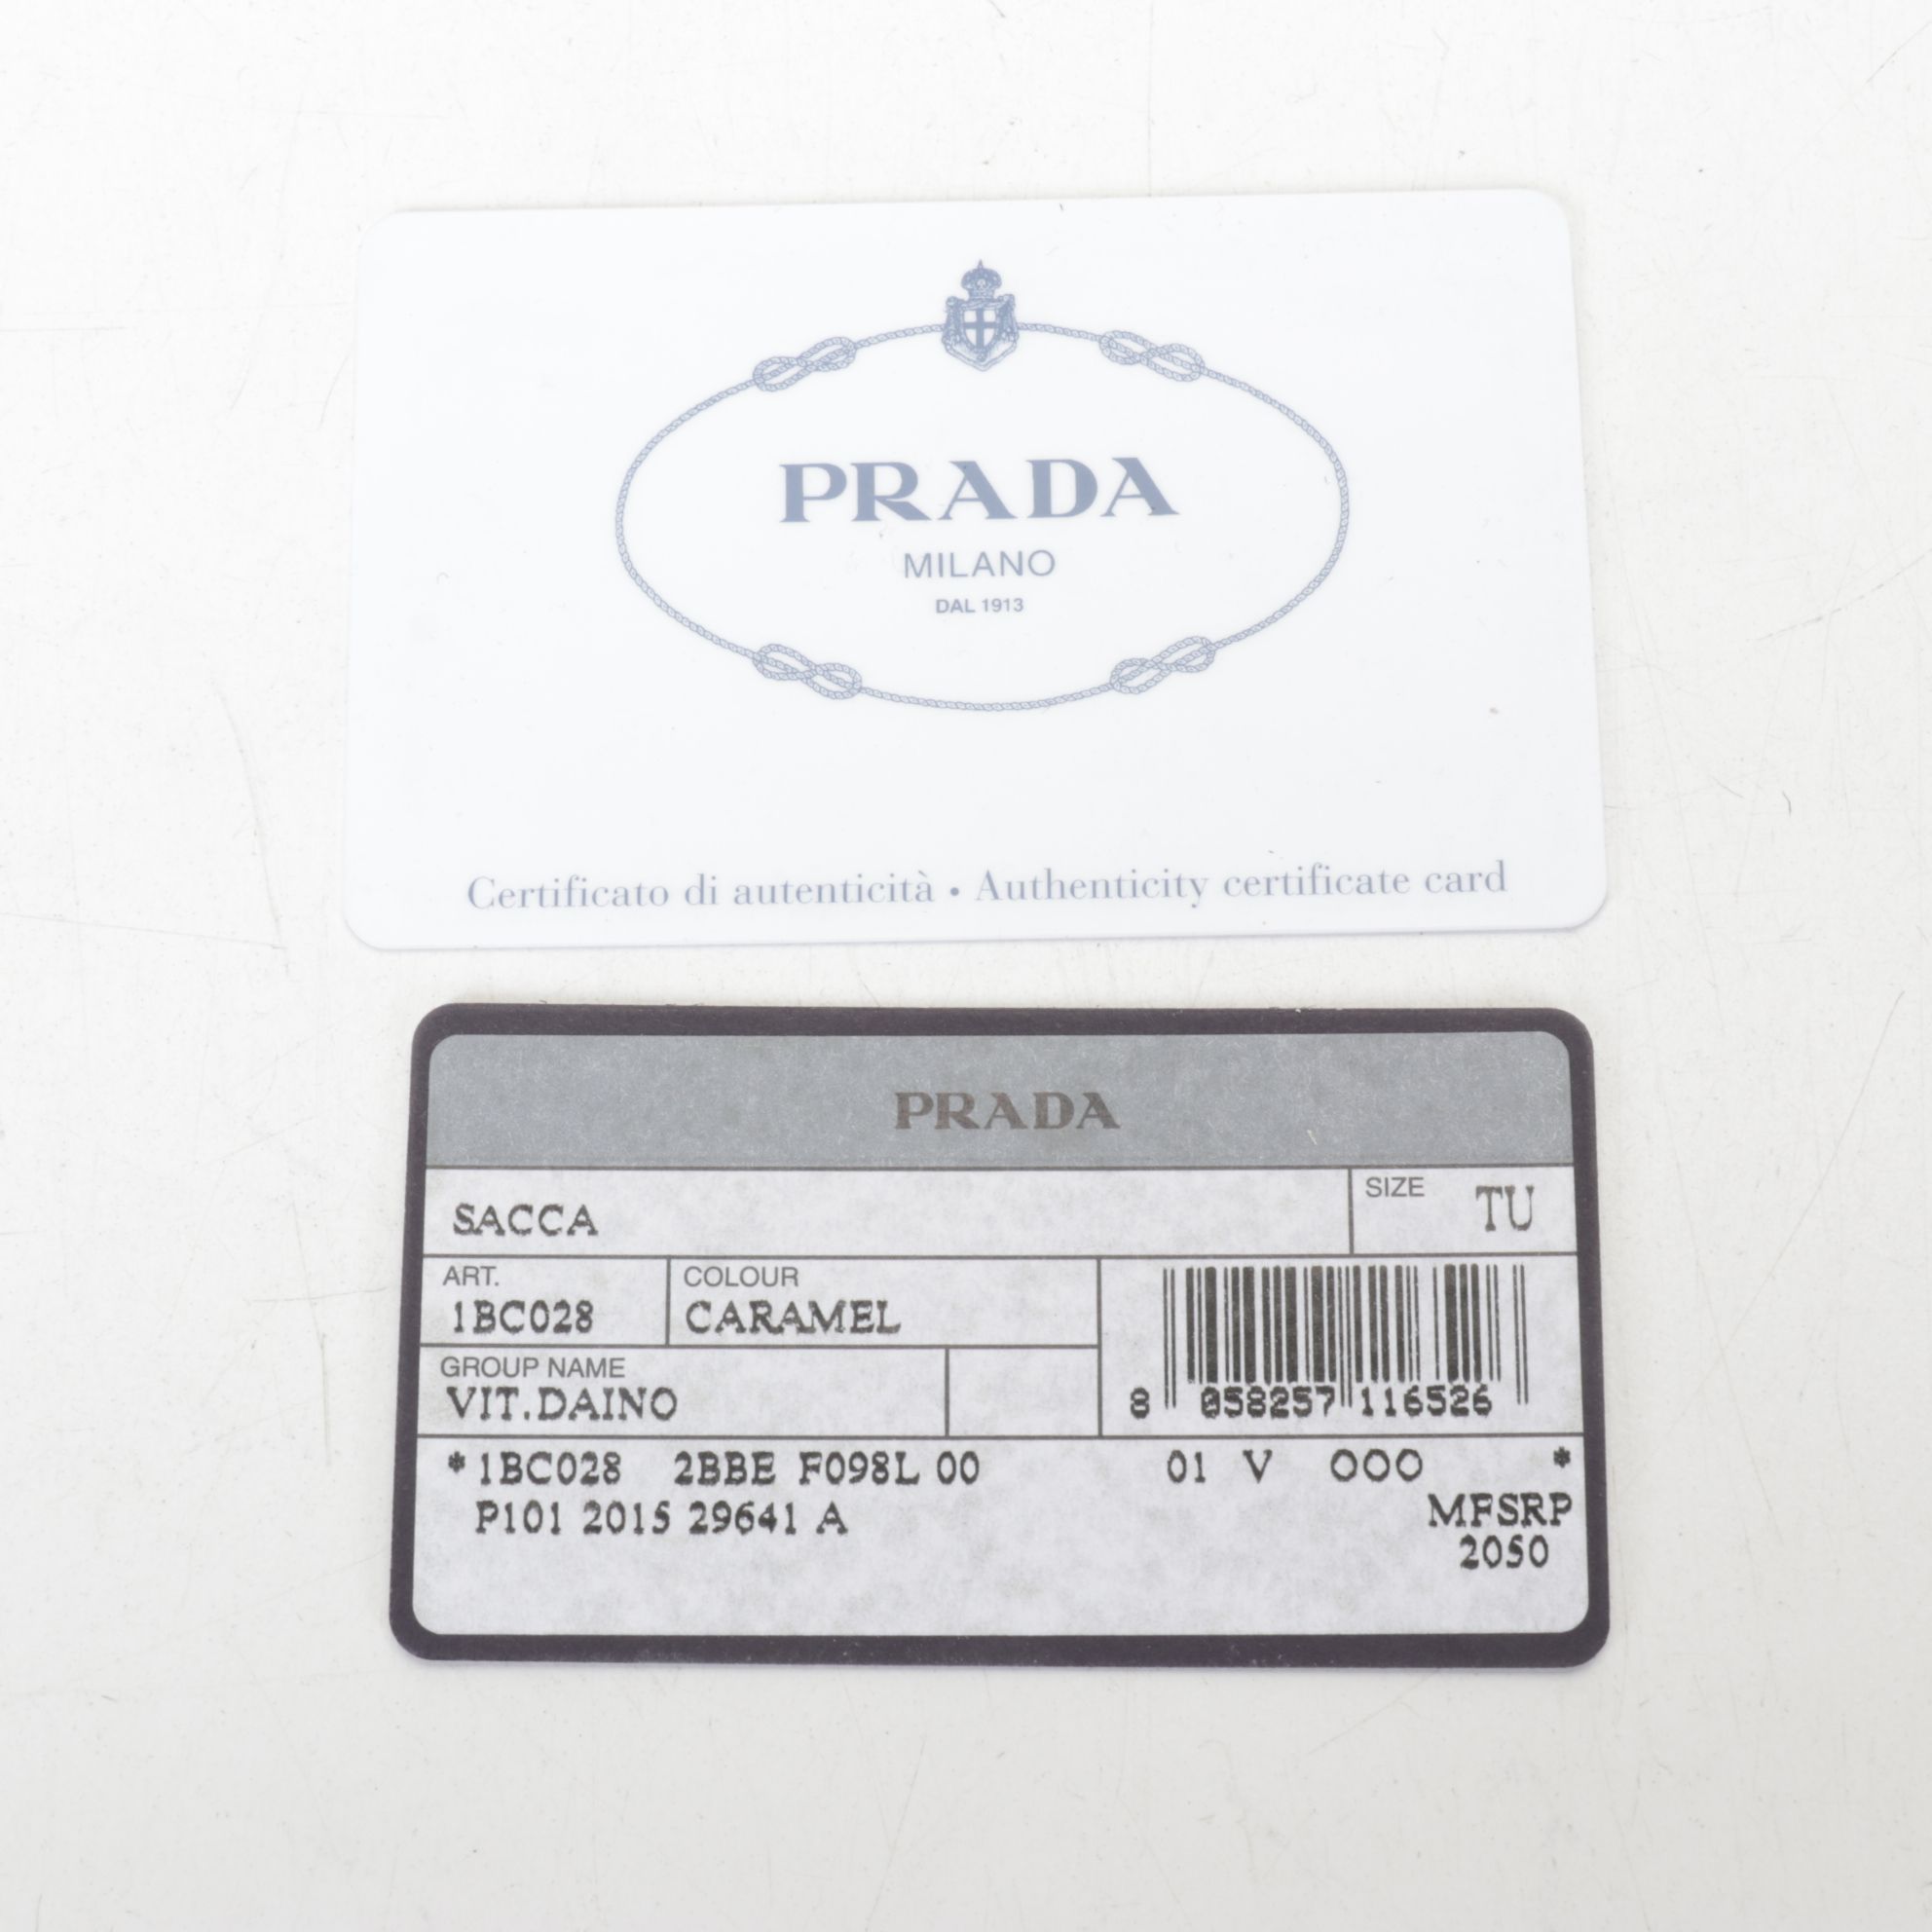 PRADA
MILANO
DAL 1913
Certificato di autenticità • Authenticity certificate card
PRADA
SACCA
SIZE TU
ART.
1BC028
COLOUR
CARAMEL
GROUP NAME
VIT.DAINO
8 058257 116526
*1BC028 2BBE F098L 00 01 V OOO *
P101 2015 29641 A
MFSRP
2050